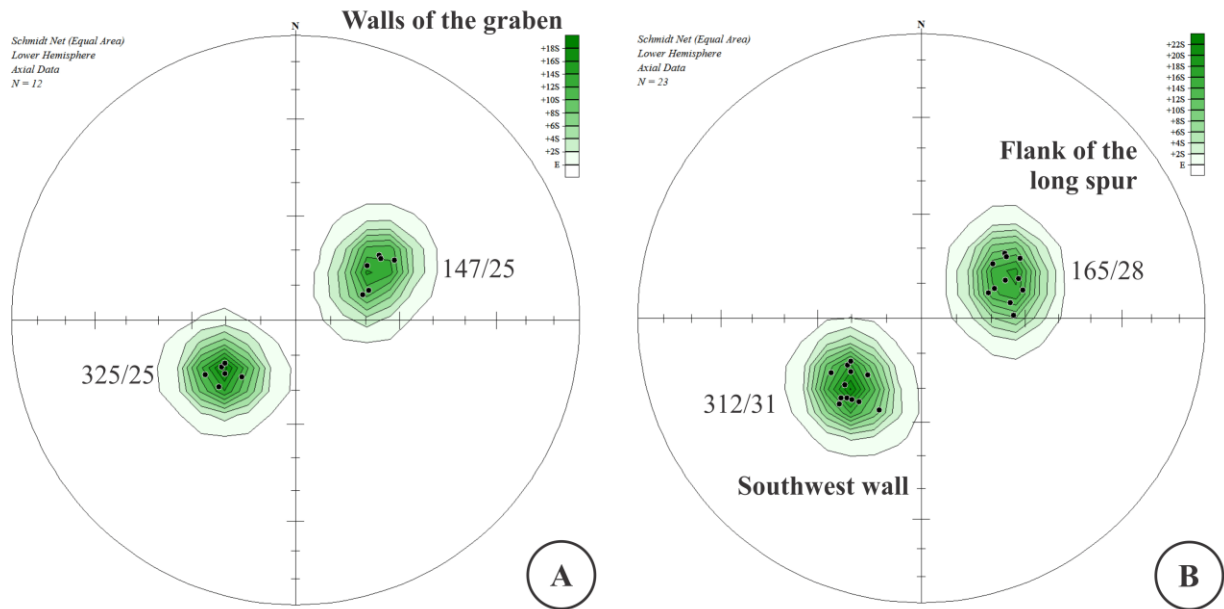 Walls of the graben
Schmidt Net (Equal Area)
Lower Hemisphere
Axial Data
N = 12
N
+18S
+16S
+14S
+12S
+10S
+8S
+6S
+4S
+2S
E
147/25
325/25
A
Schmidt Net (Equal Area)
Lower Hemisphere
Axial Data
N = 23
N
+22S
+20S
+18S
+16S
+14S
+12S
+10S
+8S
+6S
+4S
+2S
E
Flank of the
long spur
165/28
312/31
Southwest wall
B